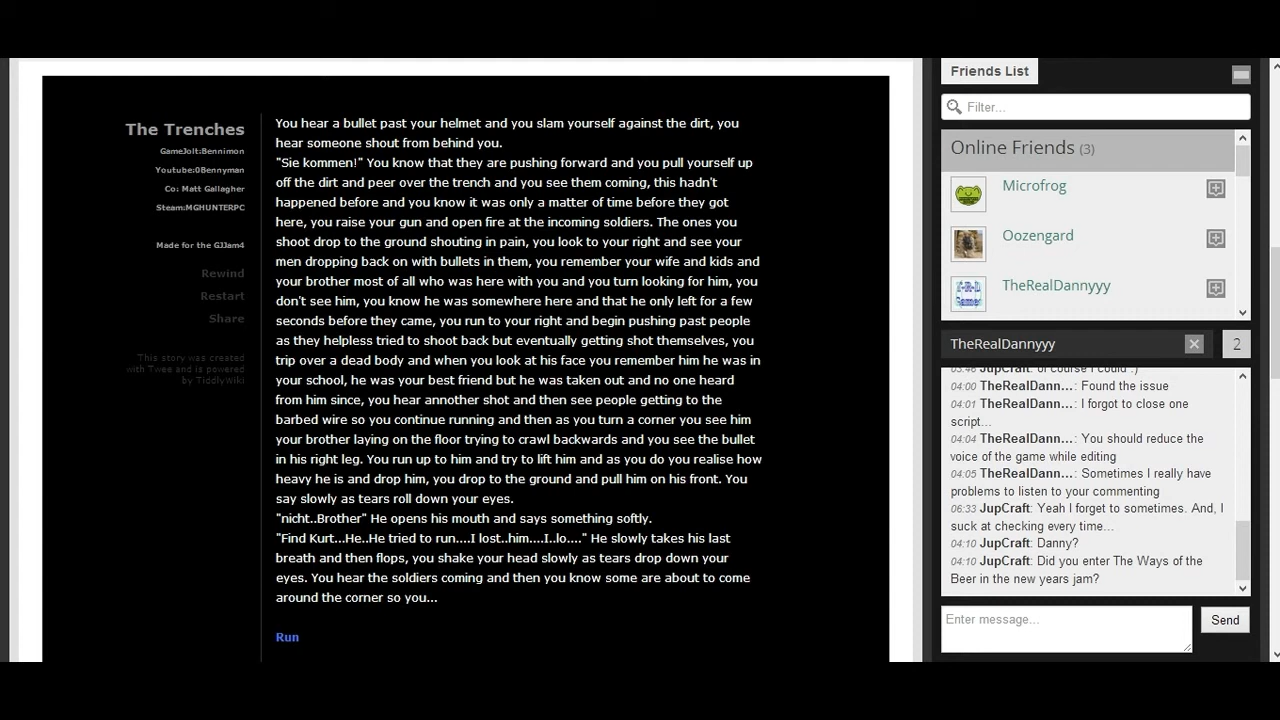 The Trenches
GameJolt:Bennimon
Youtube:0Bennyman
Co: Matt Gallagher
Steam:MGHUNTERPC
Made for the GJJam4
Rewind
Restart
Share
This story was created
with Twee and is powered
by TiddlyWiki
You hear a bullet past your helmet and you slam yourself against the dirt, you
hear someone shout from behind you.
"Sie kommen!" You know that they are pushing forward and you pull yourself up
off the dirt and peer over the trench and you see them coming, this hadn't
happened before and you know it was only a matter of time before they got
here, you raise your gun and open fire at the incoming soldiers. The ones you
shoot drop to the ground shouting in pain, you look to your right and see your
men dropping back on with bullets in them, you remember your wife and kids and
your brother most of all who was here with you and you turn looking for him, you
don't see him, you know he was somewhere here and that he only left for a few
seconds before they came, you run to your right and begin pushing past people
as they helpless tried to shoot back but eventually getting shot themselves, you
trip over a dead body and when you look at his face you remember him he was in
your school, he was your best friend but he was taken out and no one heard
from him since, you hear annother shot and then see people getting to the
barbed wire so you continue running and then as you turn a corner you see him
your brother laying on the floor trying to crawl backwards and you see the bullet
in his right leg. You run up to him and try to lift him and as you do you realise how
heavy he is and drop him, you drop to the ground and pull him on his front. You
say slowly as tears roll down your eyes.
"nicht..Brother" He opens his mouth and says something softly.
"Find Kurt...He..He tried to run....I lost..him....I..lo...." He slowly takes his last
breath and then flops, you shake your head slowly as tears drop down your
eyes. You hear the soldiers coming and then you know some are about to come
around the corner so you...
Run
Friends List
Filter...
Online Friends (3)
Microfrog
Oozengard
TheRealDannyyy
TheRealDannyyy
2
03:46 JupCraft: of course I could :)
04:00 TheRealDann...: Found the issue
04:01 TheRealDann...: I forgot to close one
script...
04:04 TheRealDann...: You should reduce the
voice of the game while editing
04:05 TheRealDann...: Sometimes I really have
problems to listen to your commenting
06:33 JupCraft: Yeah I forget to sometimes. And, I
suck at checking every time...
04:10 JupCraft: Danny?
04:10 JupCraft: Did you enter The Ways of the
Beer in the new years jam?
Enter message...
Send